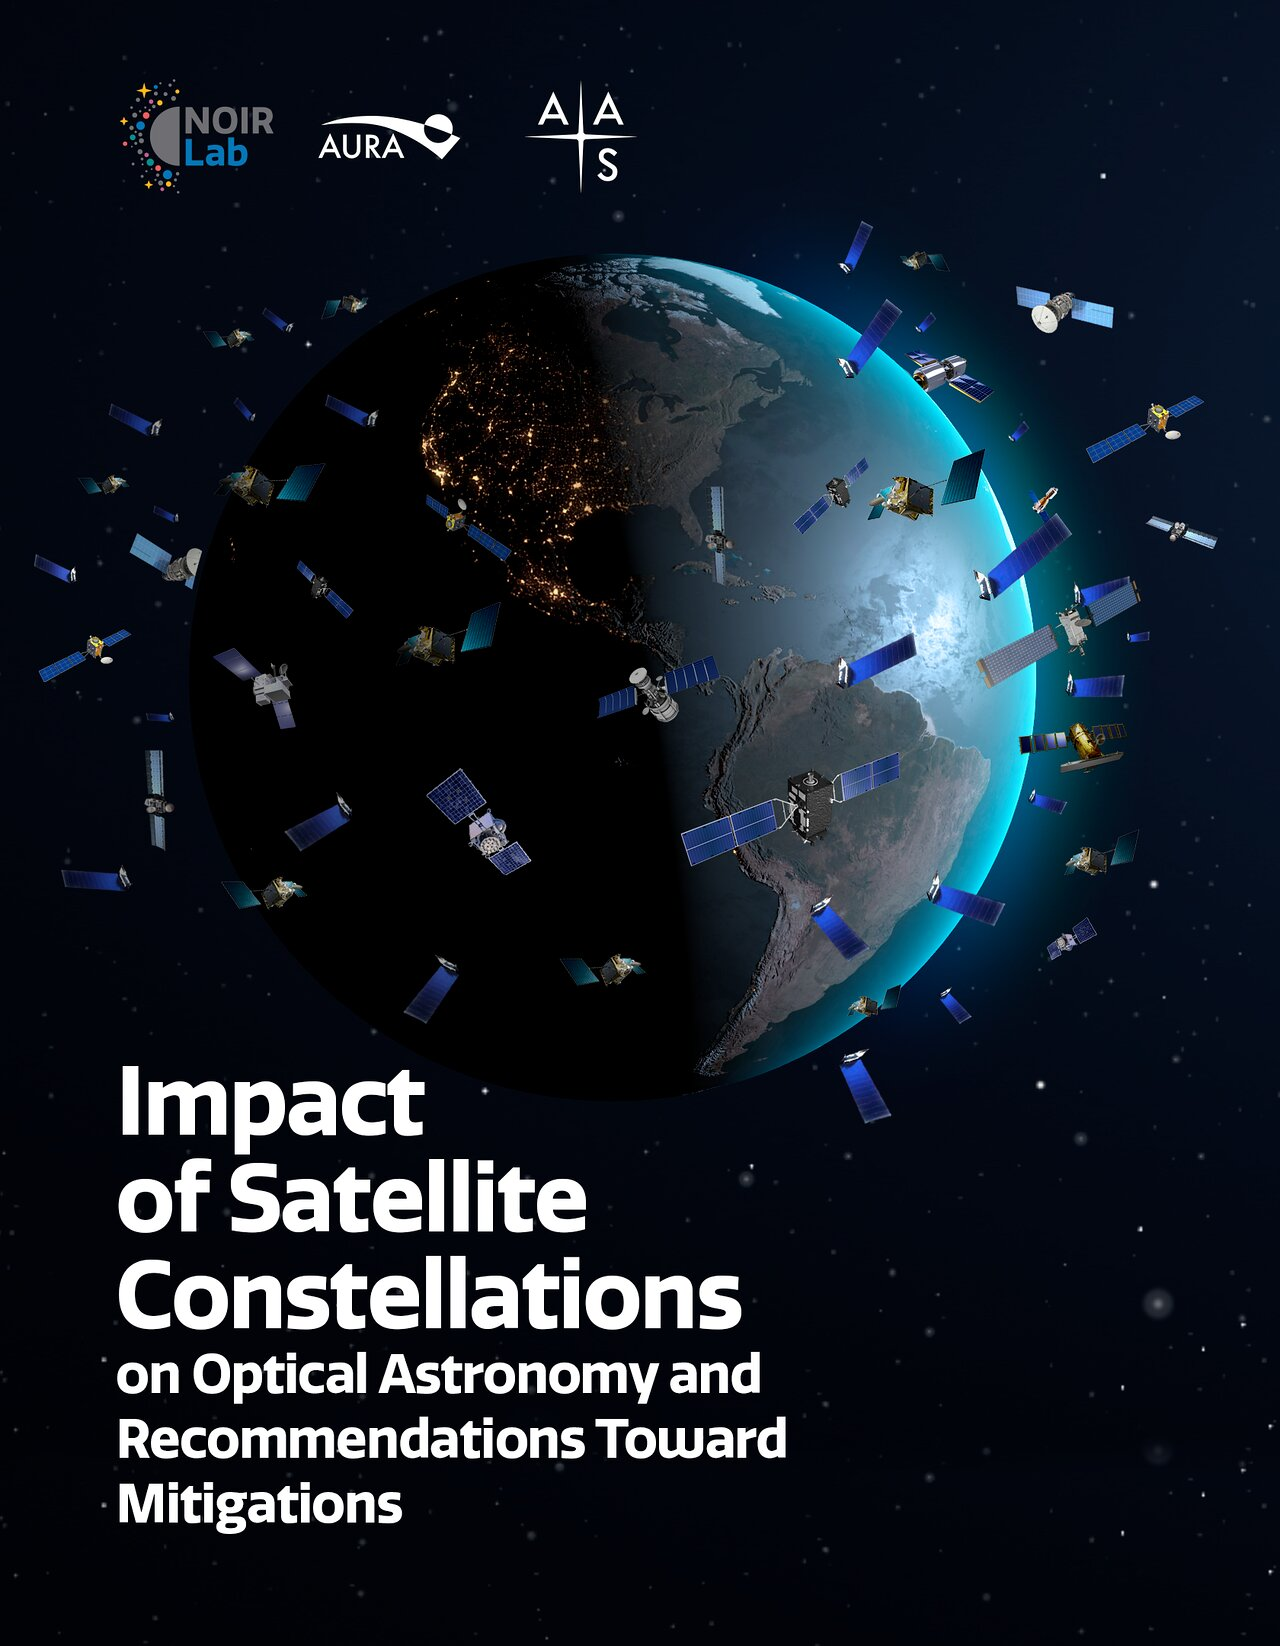 NOIR
Lab
AURA
A A
S
Impact
of Satellite
Constellations
on Optical Astronomy and
Recommendations Toward
Mitigations